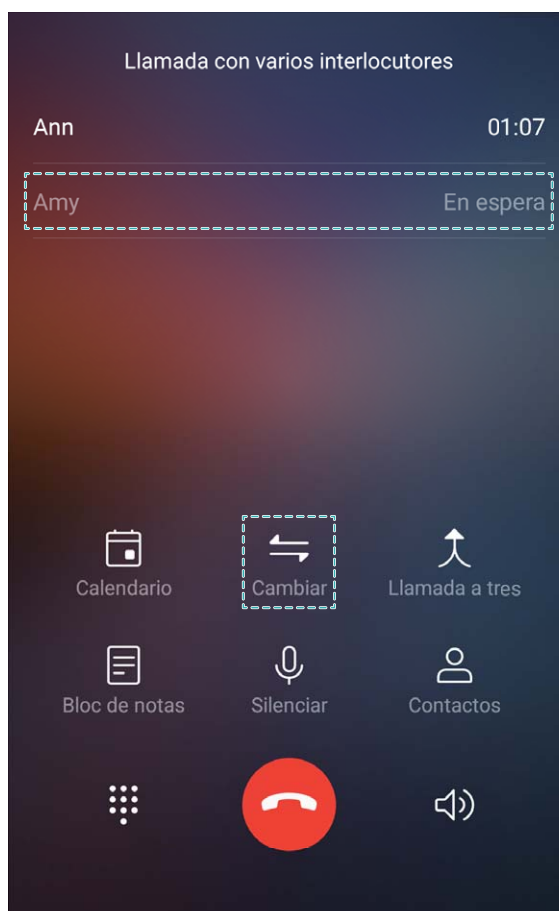 Llamada con varios interlocutores
Ann 01:07
Amy En espera
Calendario Cambiar Llamada a tres
Bloc de notas Silenciar Contactos